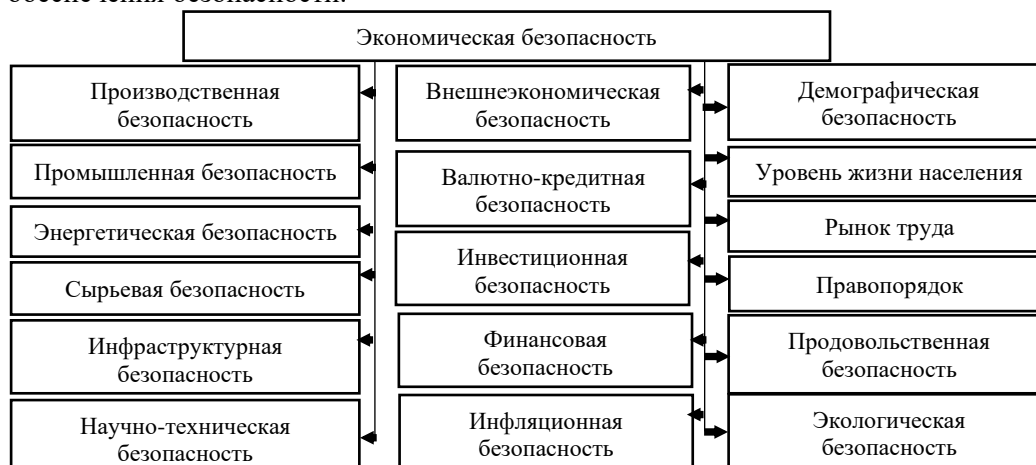 обеспечения безопасности.
Экономическая безопасность
Производственная
безопасность
Промышленная безопасность
Энергетическая безопасность
Сырьевая безопасность
Инфраструктурная
безопасность
Научно-техническая
безопасность
Внешнеэкономическая
безопасность
Валютно-кредитная
безопасность
Инвестиционная
безопасность
Финансовая
безопасность
Инфляционная
безопасность
Демографическая
безопасность
Уровень жизни населения
Рынок труда
Правопорядок
Продовольственная
безопасность
Экологическая
безопасность